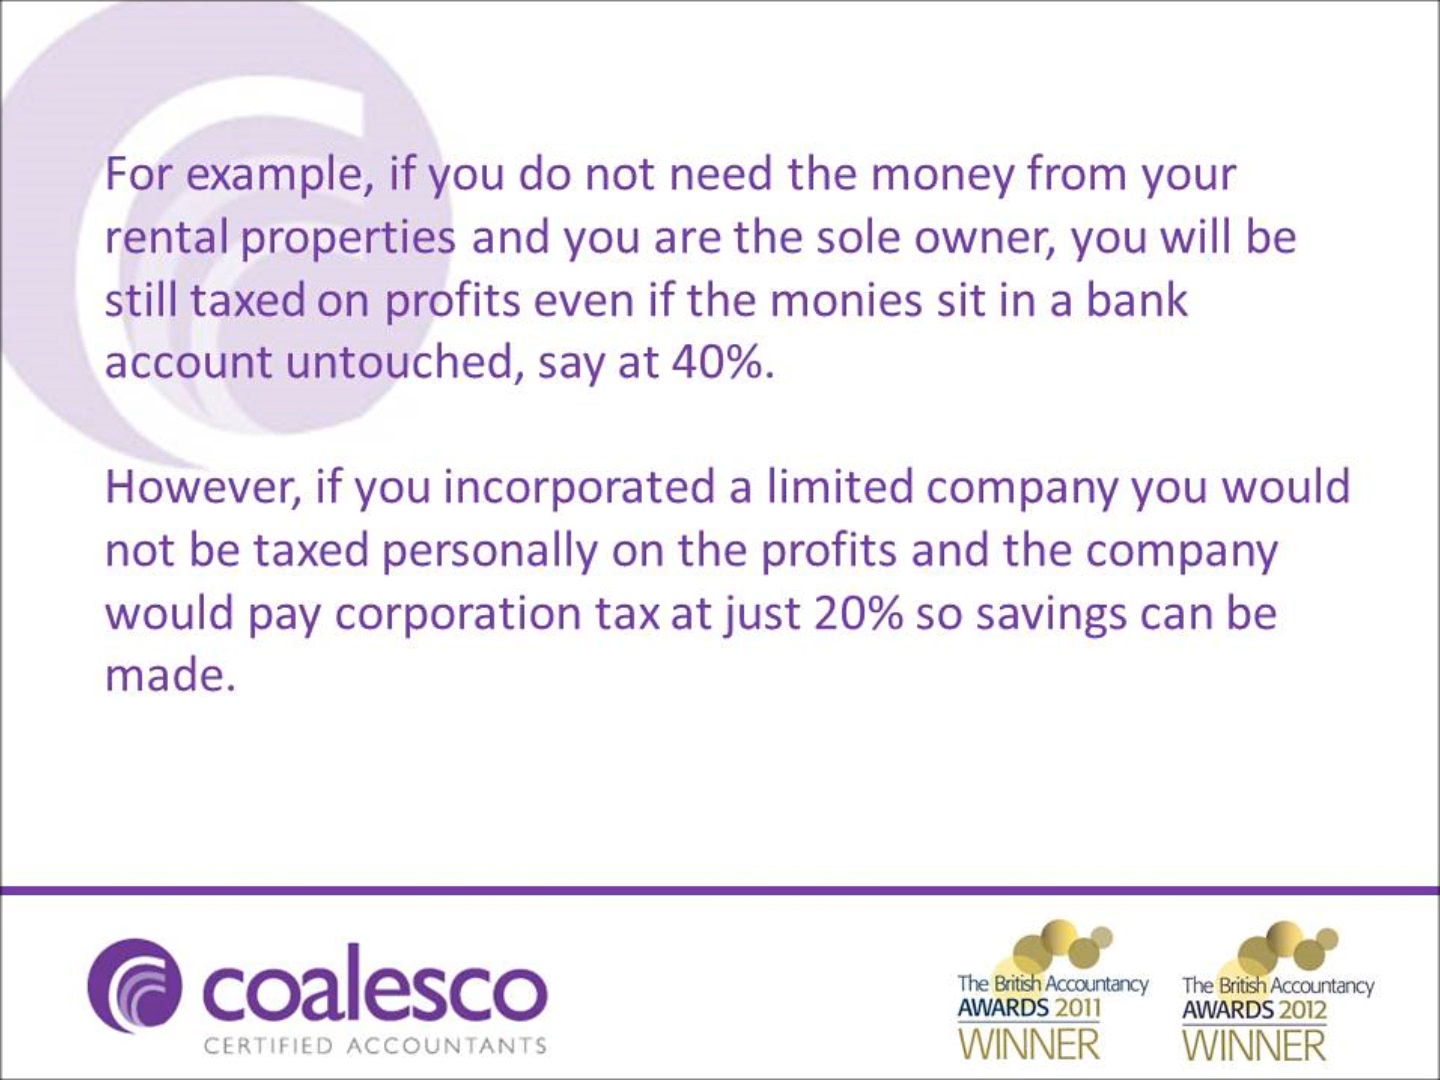 For example, if you do not need the money from your
rental properties and you are the sole owner, you will be
still taxed on profits even if the monies sit in a bank
account untouched, say at 40%.
However, if you incorporated a limited company you would
not be taxed personally on the profits and the company
would pay corporation tax at just 20% so savings can be
made.
coalesco
CERTIFIED ACCOUNTANTS
The British Accountancy
AWARDS 2011
WINNER
The British Accountancy
AWARDS 2012
WINNER